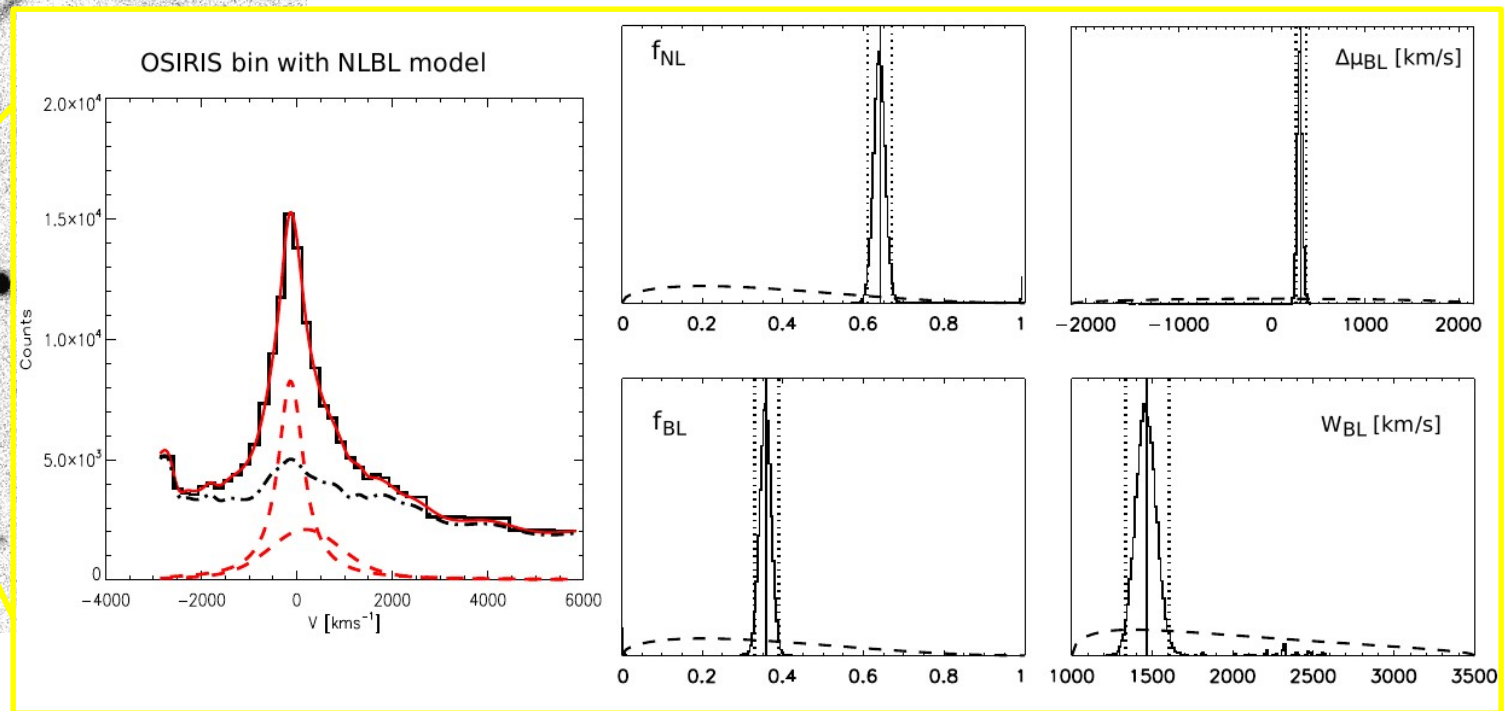 OSIRIS bin with NLBL model
2.0×10⁴
1.5×10⁴
1.0×10⁴
5.0×10³
0
Counts
−4000 −2000 0 2000 4000 6000
V [kms⁻¹]
f_NL
0 0.2 0.4 0.6 0.8 1
Δμ_BL [km/s]
−2000 −1000 0 1000 2000
f_BL
0 0.2 0.4 0.6 0.8 1
W_BL [km/s]
1000 1500 2000 2500 3000 3500